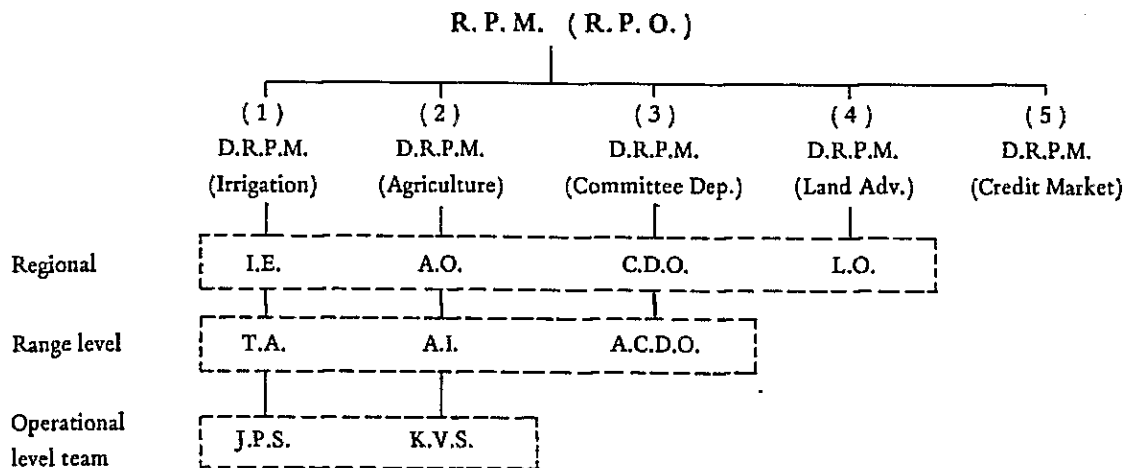 R. P. M. ( R. P. O. )
( 1 ) ( 2 ) ( 3 ) ( 4 ) ( 5 )
D.R.P.M. D.R.P.M. D.R.P.M. D.R.P.M. D.R.P.M.
(Irrigation) (Agriculture) (Committee Dep.) (Land Adv.) (Credit Market)
Regional I.E. A.O. C.D.O. L.O.
Range level T.A. A.I. A.C.D.O.
Operational
level team J.P.S. K.V.S.